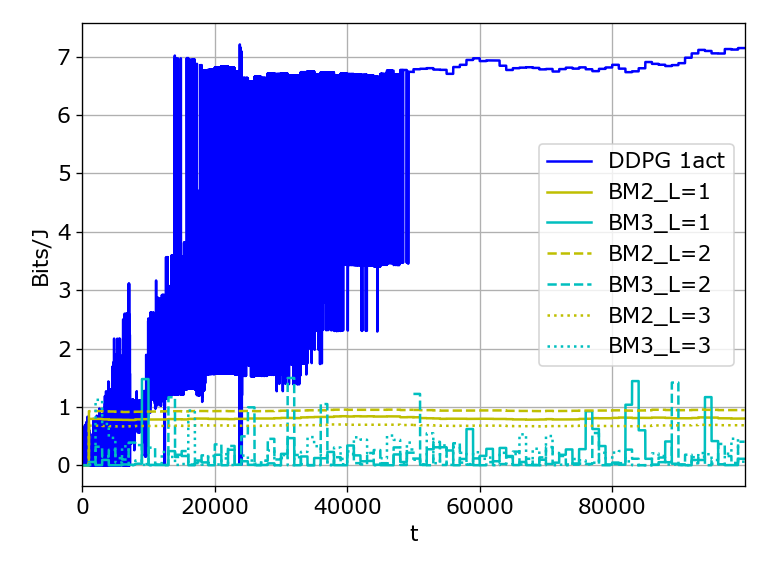 7
6
5
4
3
2
1
0
Bits/J
DDPG 1act
BM2_L=1
BM3_L=1
BM2_L=2
BM3_L=2
BM2_L=3
BM3_L=3
0 20000 40000 60000 80000
t